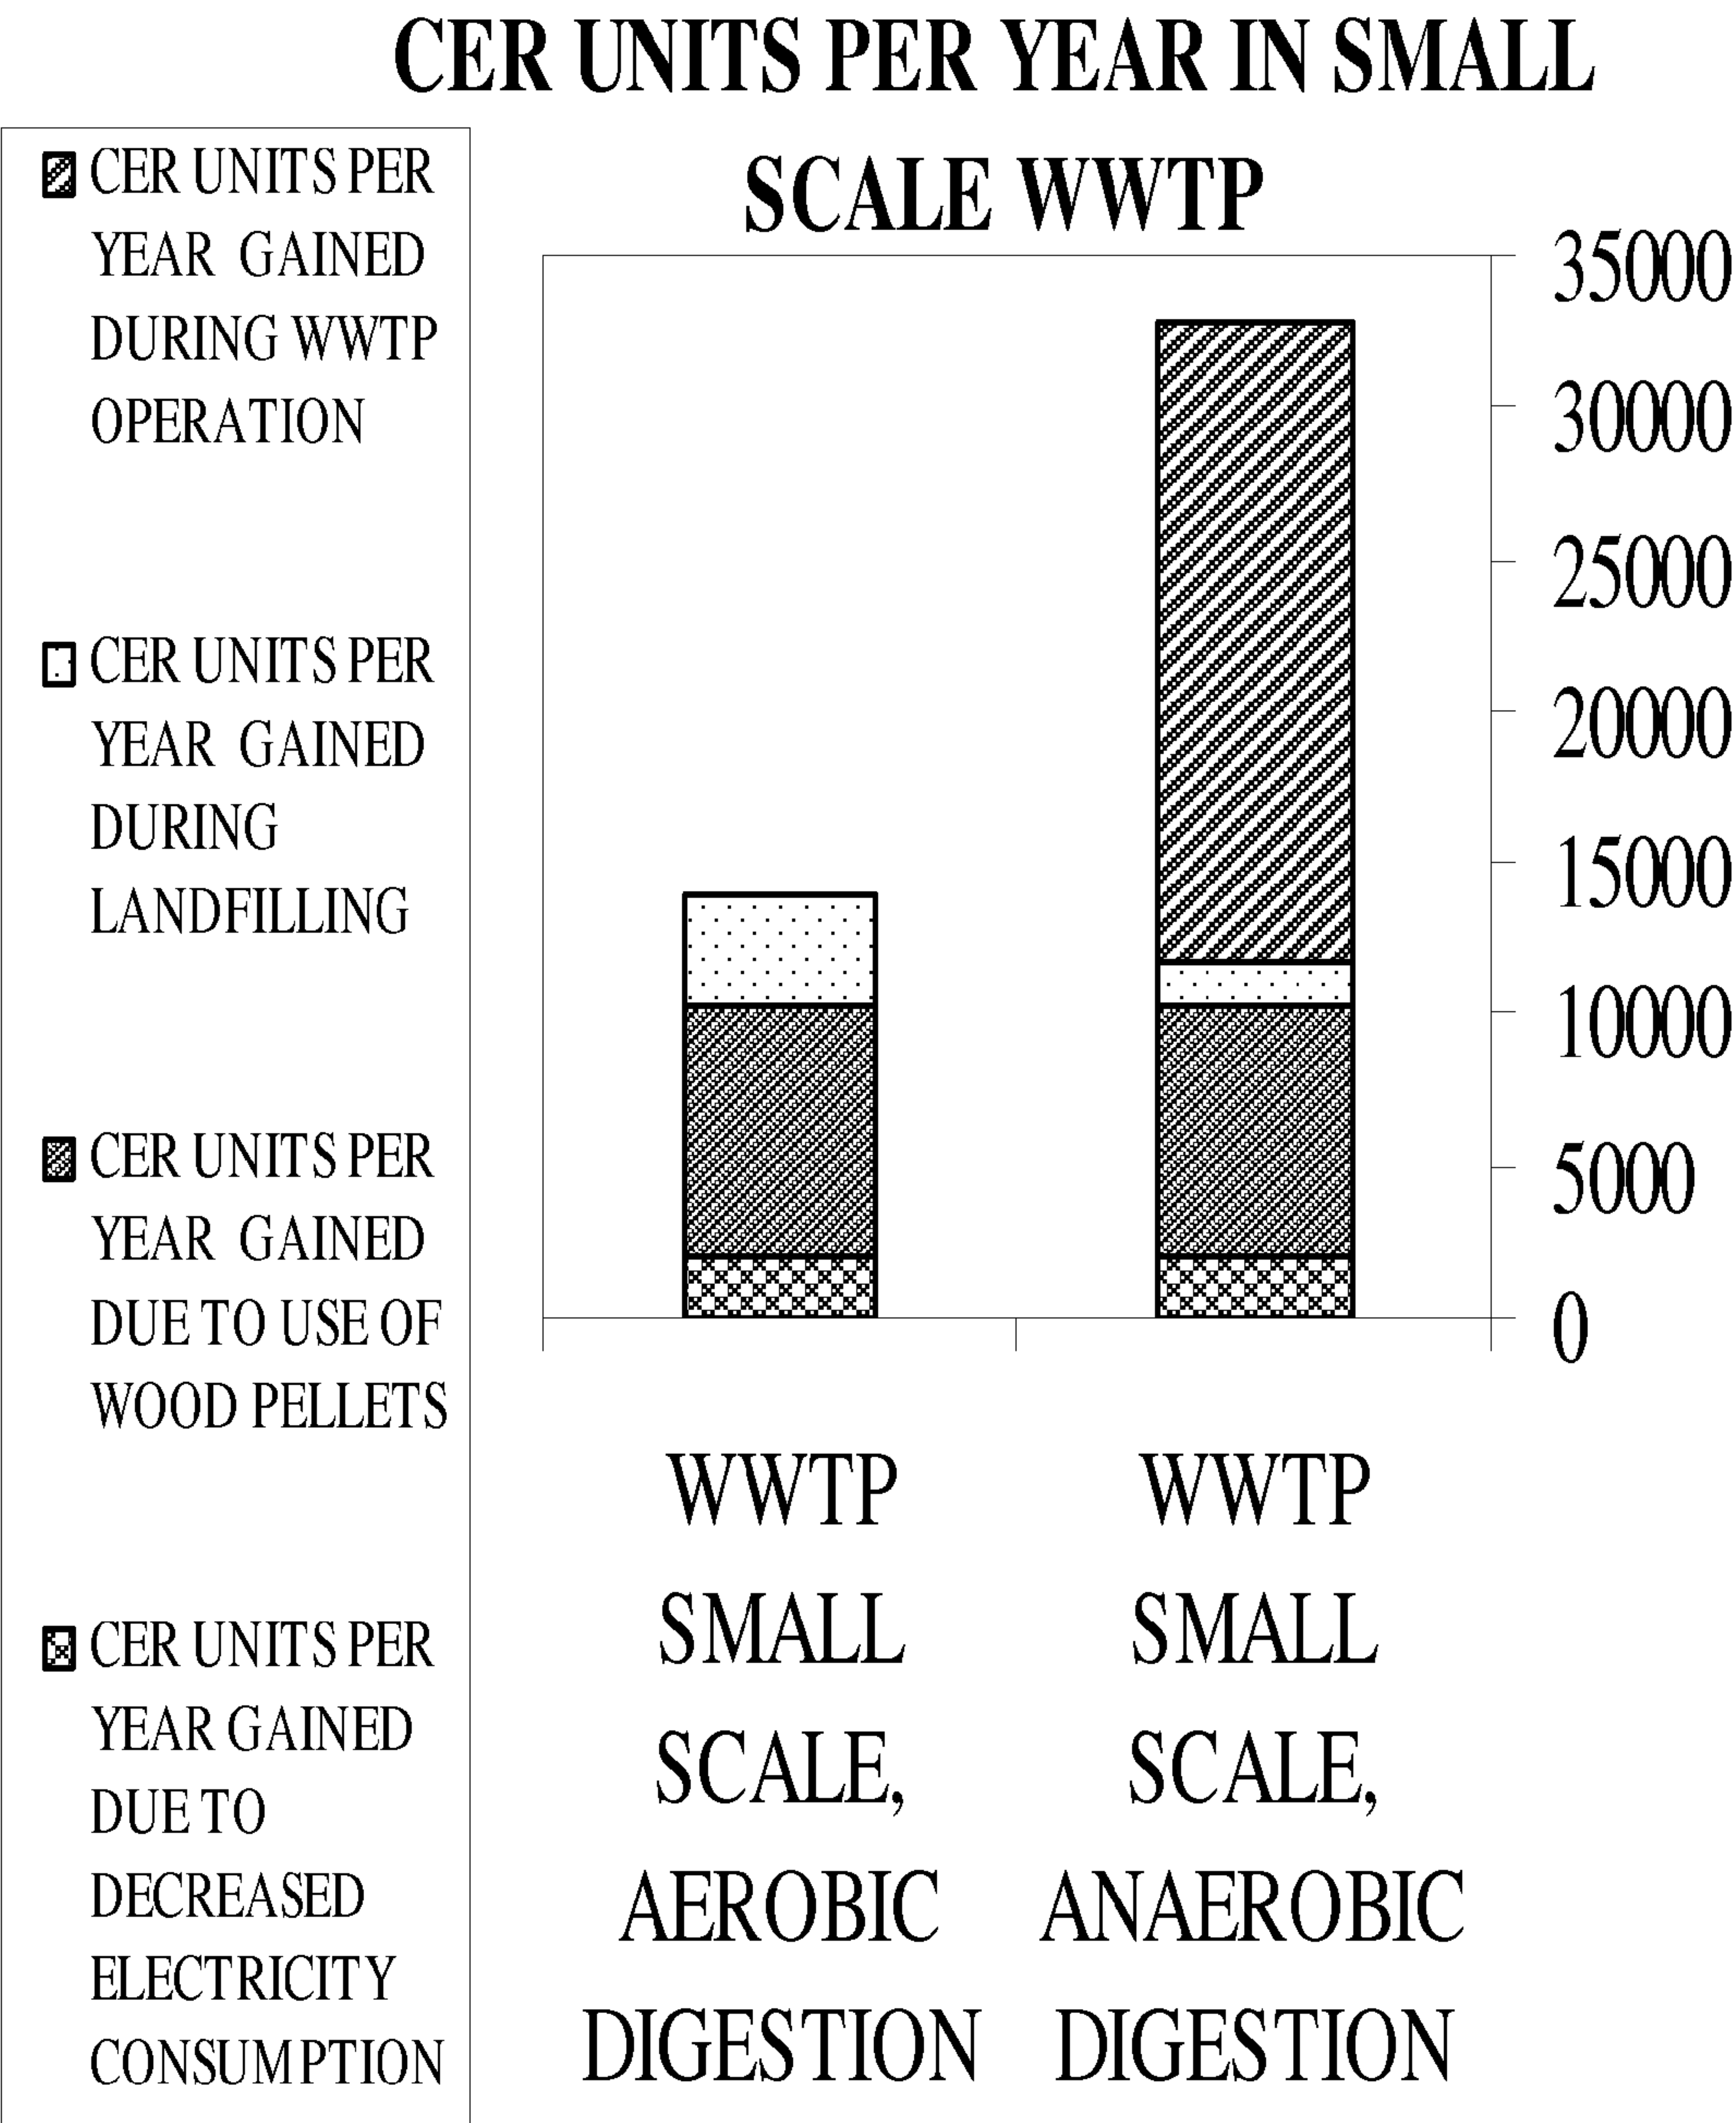 CER UNITS PER YEAR IN SMALL
SCALE WWTP
CER UNITS PER
YEAR GAINED
DURING WWTP
OPERATION
CER UNITS PER
YEAR GAINED
DURING
LANDFILLING
CER UNITS PER
YEAR GAINED
DUE TO USE OF
WOOD PELLETS
CER UNITS PER
YEAR GAINED
DUE TO
DECREASED
ELECTRICITY
CONSUMPTION
35000
30000
25000
20000
15000
10000
5000
0
WWTP
SMALL
SCALE,
AEROBIC
DIGESTION
WWTP
SMALL
SCALE,
ANAEROBIC
DIGESTION